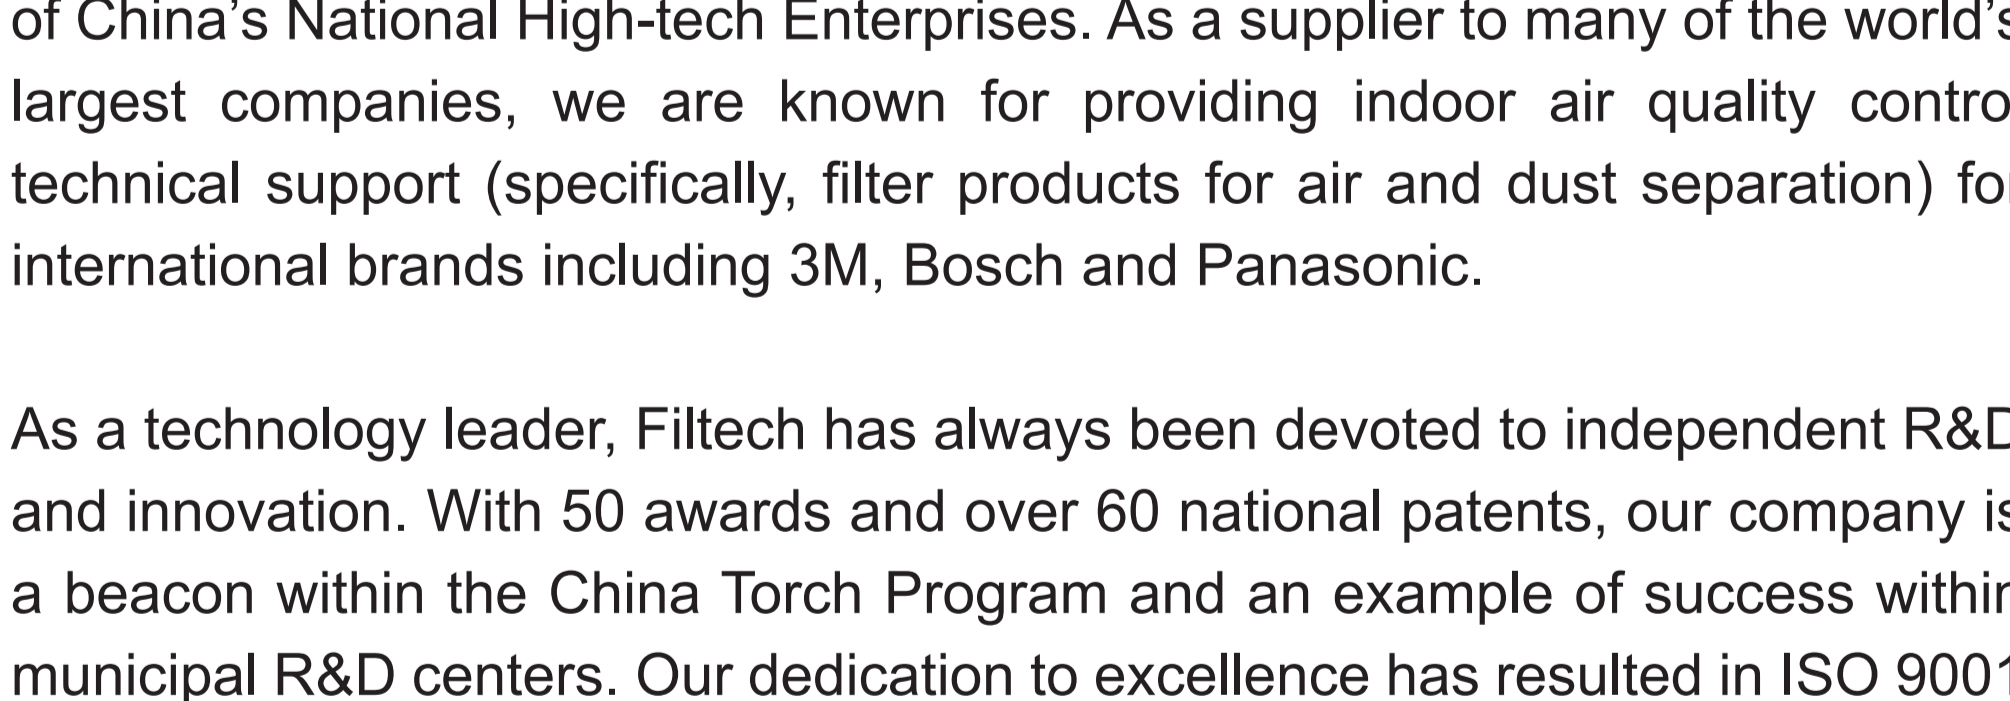 of China’s National High-tech Enterprises. As a supplier to many of the world’s
largest companies, we are known for providing indoor air quality contro
technical support (specifically, filter products for air and dust separation) for
international brands including 3M, Bosch and Panasonic.
As a technology leader, Filtech has always been devoted to independent R&D
and innovation. With 50 awards and over 60 national patents, our company is
a beacon within the China Torch Program and an example of success within
municipal R&D centers. Our dedication to excellence has resulted in ISO 9001